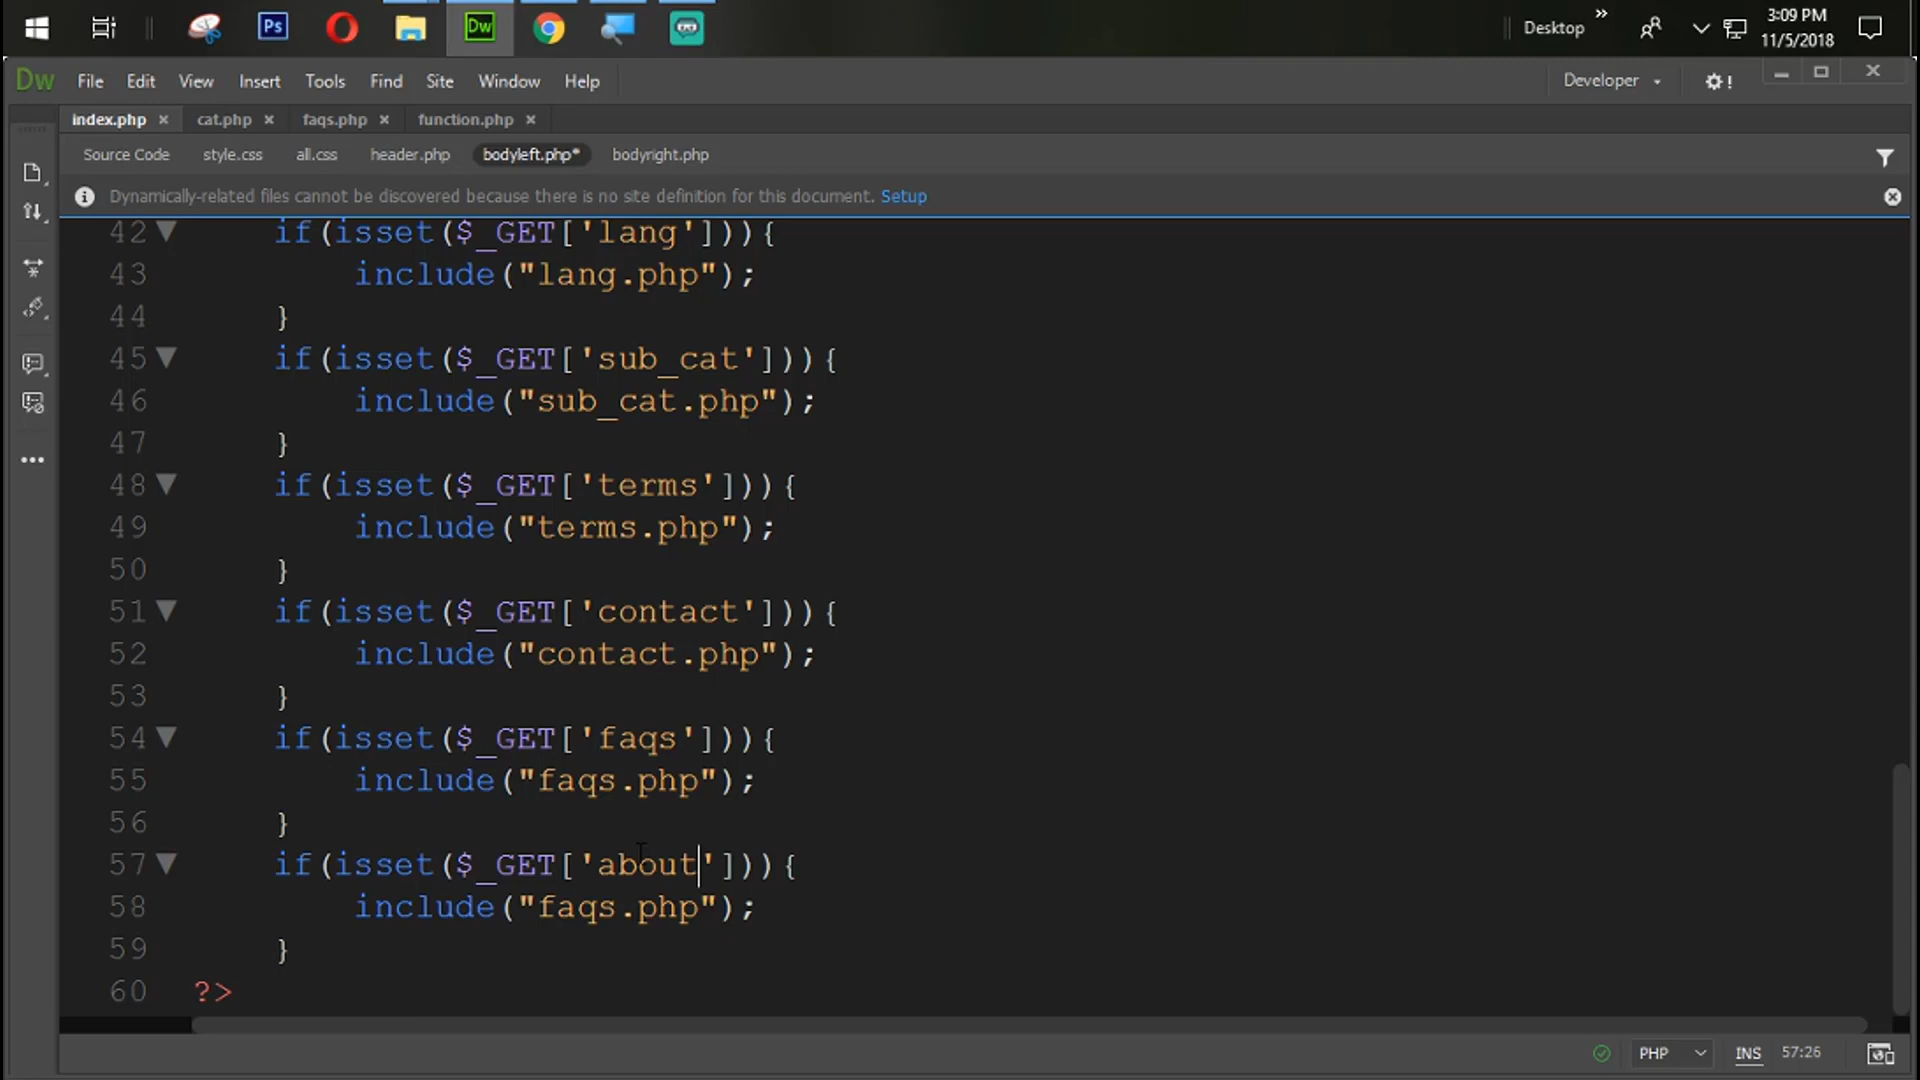 Ps
Dw
Desktop
»
3:09 PM
11/5/2018
Dw File Edit View Insert Tools Find Site Window Help
Developer
!
index.php × cat.php × faqs.php × function.php ×
Source Code style.css all.css header.php bodyleft.php* bodyright.php
Dynamically-related files cannot be discovered because there is no site definition for this document. Setup
42 if(isset($_GET['lang'])){
43 include("lang.php");
44 }
45 if(isset($_GET['sub_cat'])){
46 include("sub_cat.php");
47 }
48 if(isset($_GET['terms'])){
49 include("terms.php");
50 }
51 if(isset($_GET['contact'])){
52 include("contact.php");
53 }
54 if(isset($_GET['faqs'])){
55 include("faqs.php");
56 }
57 if(isset($_GET['about'])){
58 include("faqs.php");
59 }
60 ?>
PHP INS 57:26